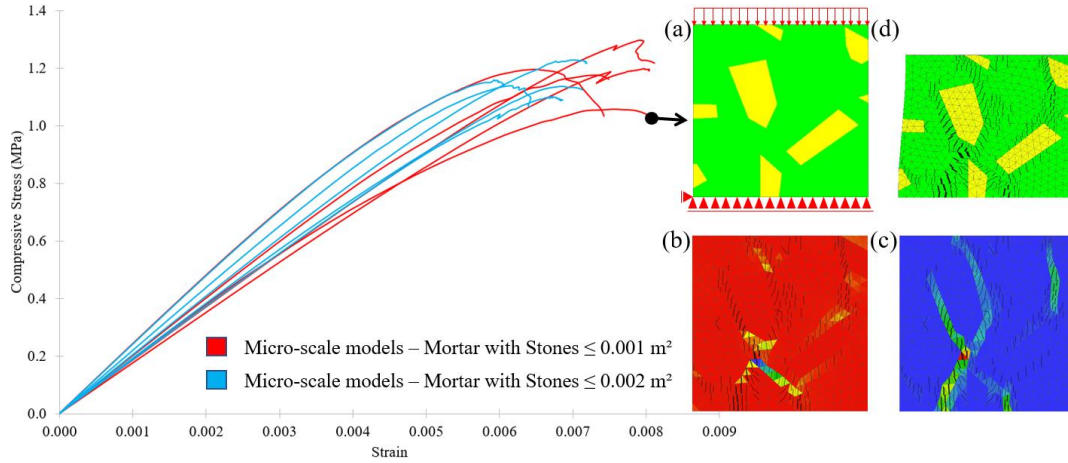 1.4
1.2
1.0
0.8
0.6
0.4
0.2
0.0
Compressive Stress (MPa)
0.000
0.001
0.002
0.003
0.004
0.005
0.006
0.007
0.008
0.009
Strain
Micro-scale models – Mortar with Stones ≤ 0.001 m²
Micro-scale models – Mortar with Stones ≤ 0.002 m²
(a)
(d)
(b)
(c)